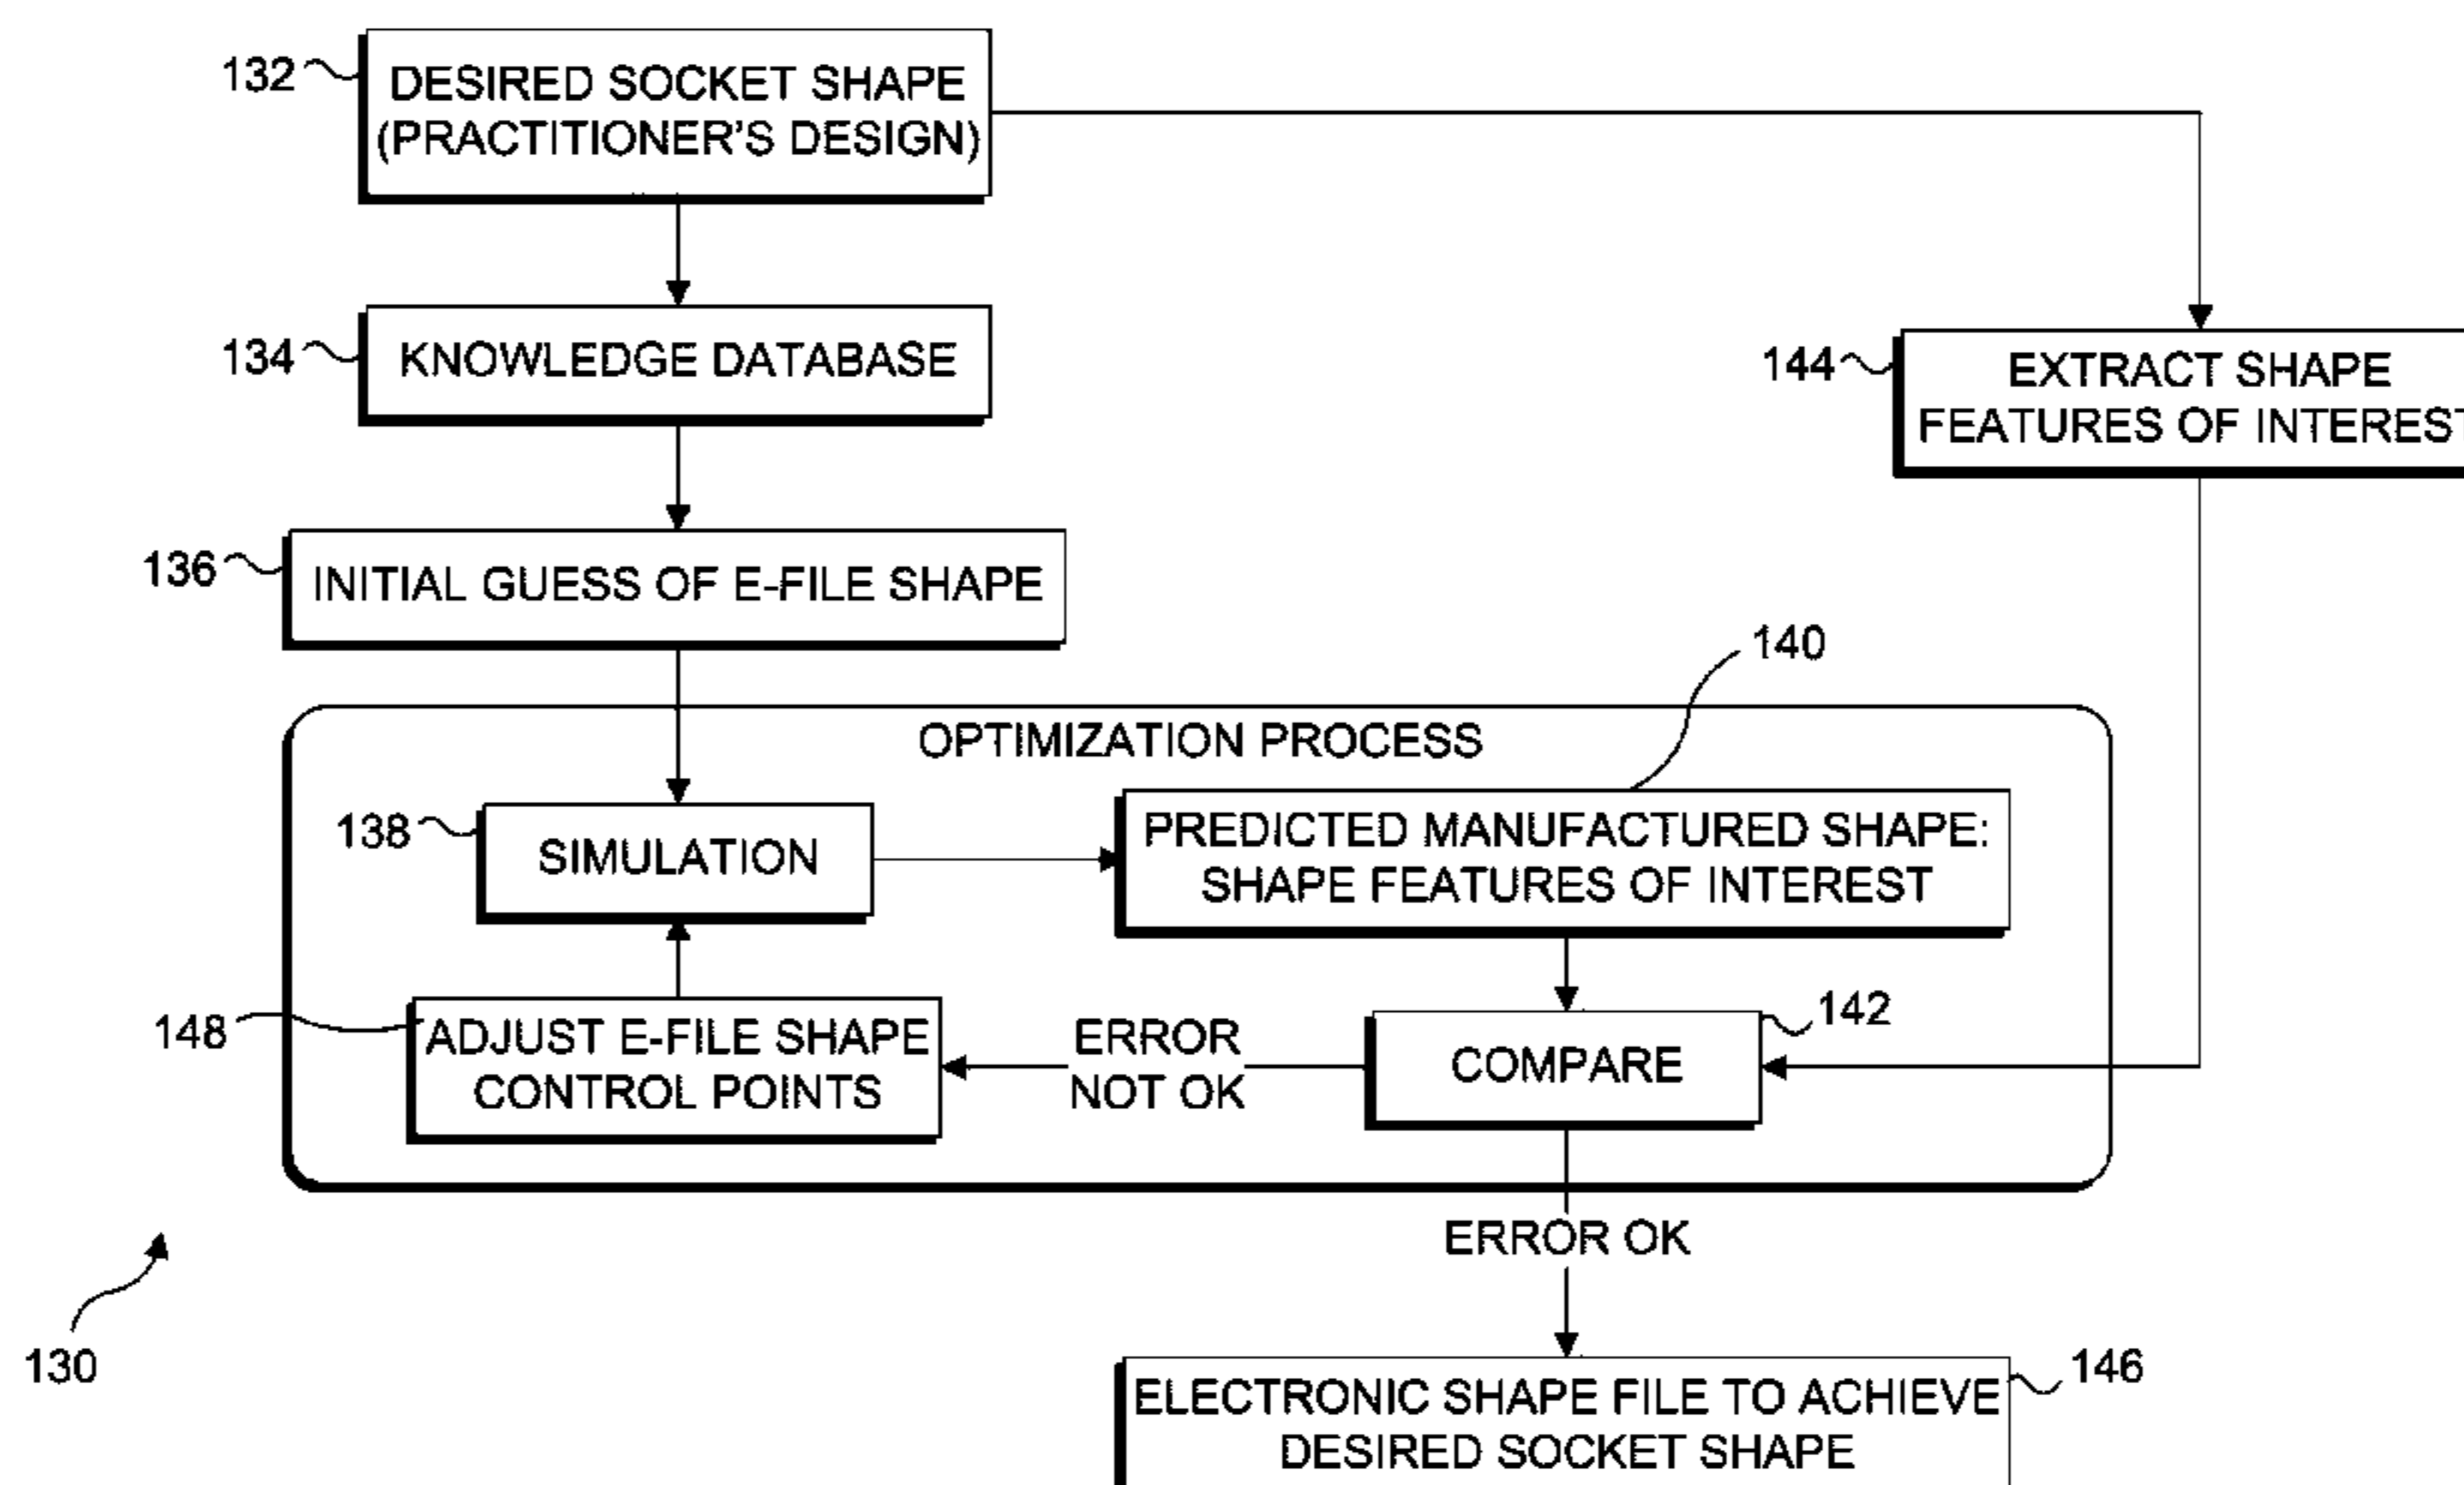 132
DESIRED SOCKET SHAPE
(PRACTITIONER'S DESIGN)
134
KNOWLEDGE DATABASE
144
EXTRACT SHAPE
FEATURES OF INTEREST
136
INITIAL GUESS OF E-FILE SHAPE
140
OPTIMIZATION PROCESS
138
SIMULATION
PREDICTED MANUFACTURED SHAPE:
SHAPE FEATURES OF INTEREST
148
ADJUST E-FILE SHAPE
CONTROL POINTS
ERROR
NOT OK
142
COMPARE
ERROR OK
130
146
ELECTRONIC SHAPE FILE TO ACHIEVE
DESIRED SOCKET SHAPE